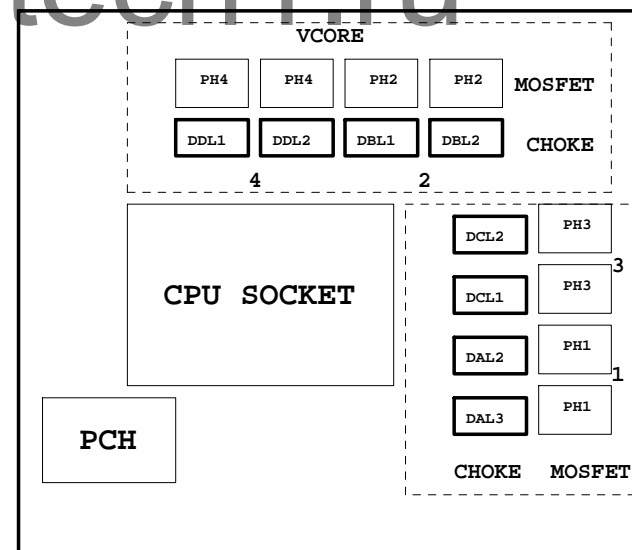 VCORE
PH4 PH4 PH2 PH2 MOSFET
DDL1 DDL2 DBL1 DBL2 CHOKE
4 2
DCL2 PH3
3
CPU SOCKET DCL1 PH3
DAL2 PH1
1
DAL3 PH1
PCH
CHOKE MOSFET